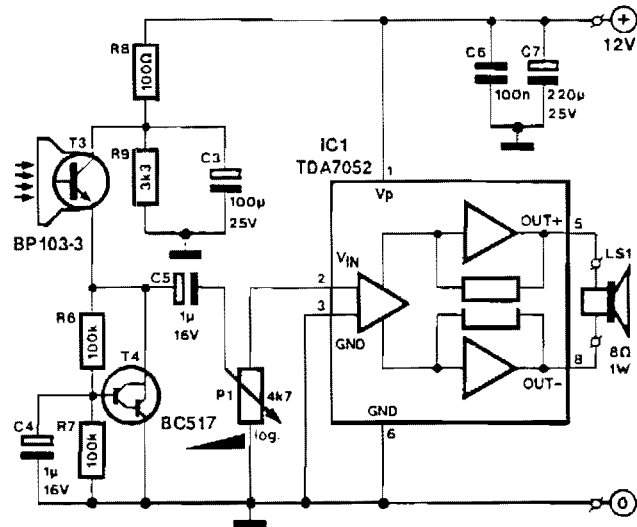 R8
100Ω
+
12V
C6
100n
C7
220µ
25V
T3
R9
3k3
C3
100µ
25V
BP103-3
IC1
TDA7052
1
Vp
OUT+
5
LS1
VIN
2
3
GND
C5
1µ
16V
R6
100k
T4
BC517
P1
4k7
log.
8Ω
1W
8
OUT-
GND
6
C4
1µ
16V
R7
100k
0